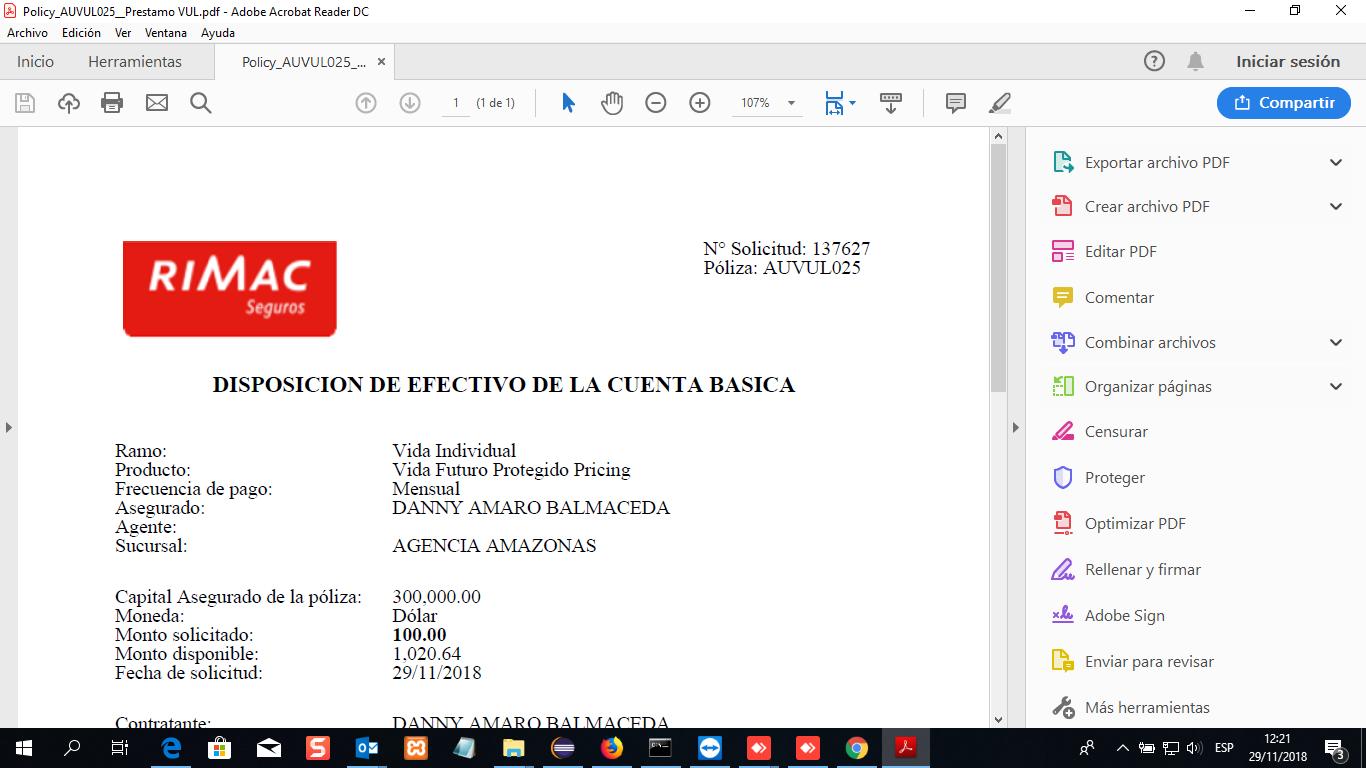 Policy_AUVUL025__Prestamo VUL.pdf - Adobe Acrobat Reader DC
Archivo Edición Ver Ventana Ayuda
Inicio Herramientas Policy_AUVUL025_... × Iniciar sesión
1 (1 de 1) 107% Compartir
N° Solicitud: 137627
Póliza: AUVUL025
RIMAC
Seguros
DISPOSICION DE EFECTIVO DE LA CUENTA BASICA
Ramo: Vida Individual
Producto: Vida Futuro Protegido Pricing
Frecuencia de pago: Mensual
Asegurado: DANNY AMARO BALMACEDA
Agente:
Sucursal: AGENCIA AMAZONAS
Capital Asegurado de la póliza: 300,000.00
Moneda: Dólar
Monto solicitado: 100.00
Monto disponible: 1,020.64
Fecha de solicitud: 29/11/2018
Contratante: DANNY AMARO BALMACEDA
Exportar archivo PDF
Crear archivo PDF
Editar PDF
Comentar
Combinar archivos
Organizar páginas
Censurar
Proteger
Optimizar PDF
Rellenar y firmar
Adobe Sign
Enviar para revisar
Más herramientas
ESP
12:21
29/11/2018
3